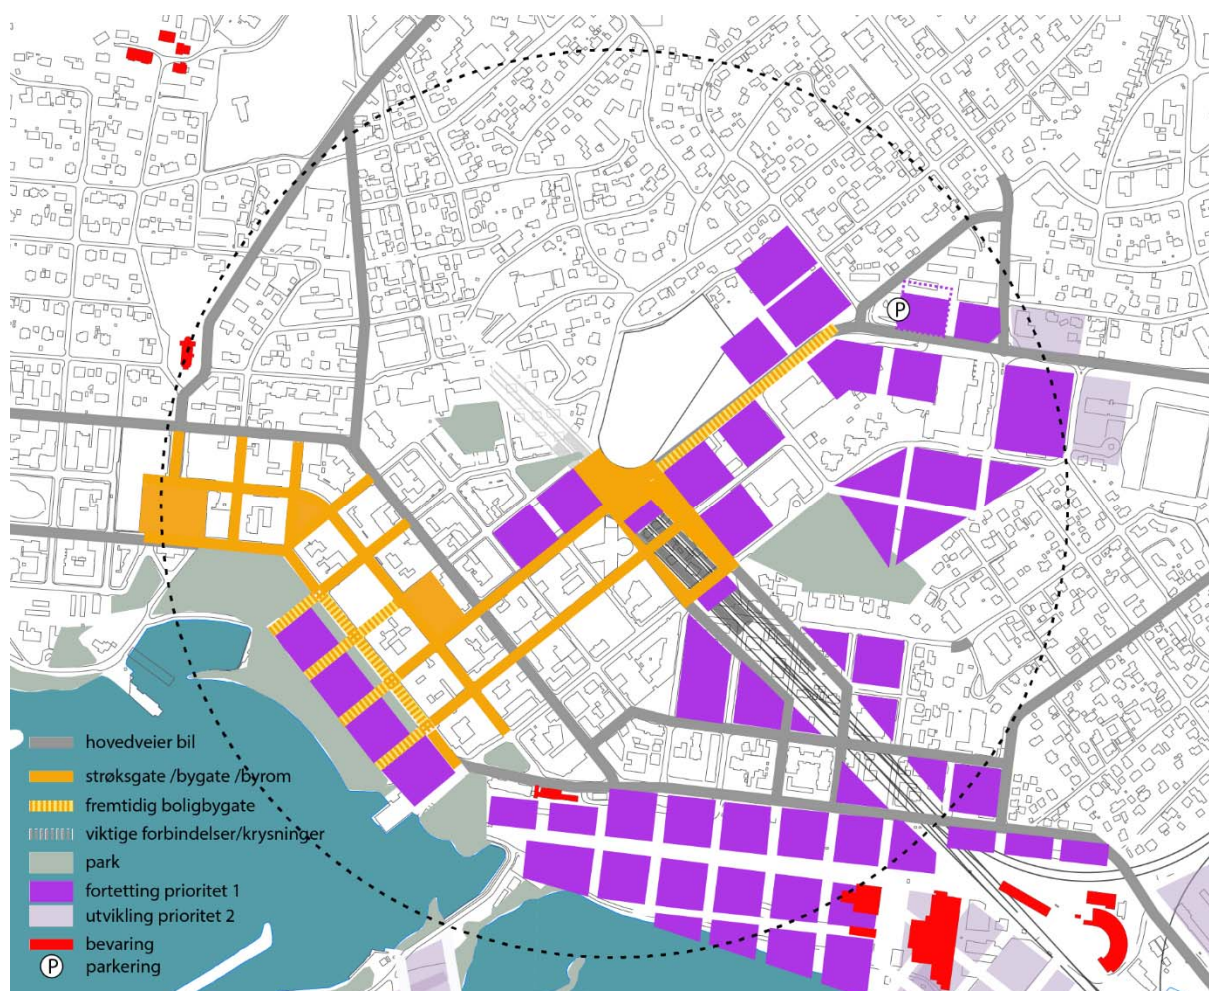 P
hovedveier bil
strøksgate /bygate /byrom
fremtidig boligbygate
viktige forbindelser/krysninger
park
fortetting prioritet 1
utvikling prioritet 2
bevaring
P parkering